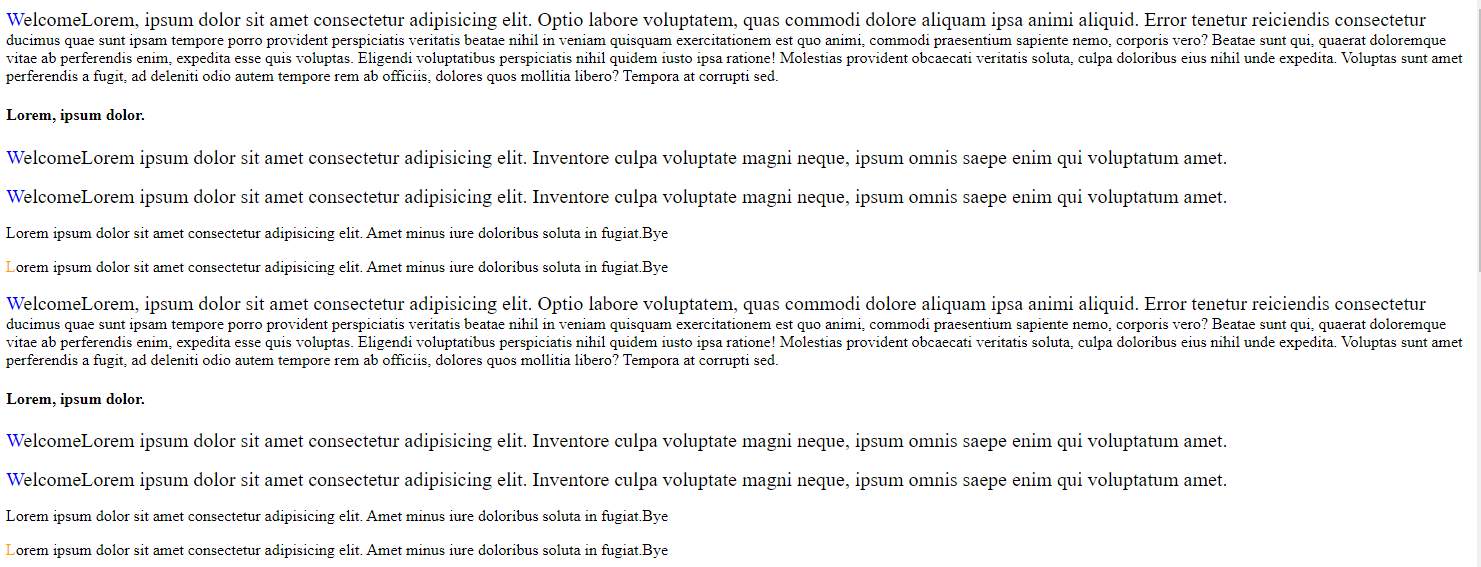 WelcomeLorem, ipsum dolor sit amet consectetur adipisicing elit. Optio labore voluptatem, quas commodi dolore aliquam ipsa animi aliquid. Error tenetur reiciendis consectetur
ducimus quae sunt ipsam tempore porro provident perspiciatis veritatis beatae nihil in veniam quisquam exercitationem est quo animi, commodi praesentium sapiente nemo, corporis vero? Beatae sunt qui, quaerat doloremque
vitae ab perferendis enim, expedita esse quis voluptas. Eligendi voluptatibus perspiciatis nihil quidem iusto ipsa ratione! Molestias provident obcaecati veritatis soluta, culpa doloribus eius nihil unde expedita. Voluptas sunt amet
perferendis a fugit, ad deleniti odio autem tempore rem ab officiis, dolores quos mollitia libero? Tempora at corrupti sed.
Lorem, ipsum dolor.
WelcomeLorem ipsum dolor sit amet consectetur adipisicing elit. Inventore culpa voluptate magni neque, ipsum omnis saepe enim qui voluptatum amet.
WelcomeLorem ipsum dolor sit amet consectetur adipisicing elit. Inventore culpa voluptate magni neque, ipsum omnis saepe enim qui voluptatum amet.
Lorem ipsum dolor sit amet consectetur adipisicing elit. Amet minus iure doloribus soluta in fugiat.Bye
Lorem ipsum dolor sit amet consectetur adipisicing elit. Amet minus iure doloribus soluta in fugiat.Bye
WelcomeLorem, ipsum dolor sit amet consectetur adipisicing elit. Optio labore voluptatem, quas commodi dolore aliquam ipsa animi aliquid. Error tenetur reiciendis consectetur
ducimus quae sunt ipsam tempore porro provident perspiciatis veritatis beatae nihil in veniam quisquam exercitationem est quo animi, commodi praesentium sapiente nemo, corporis vero? Beatae sunt qui, quaerat doloremque
vitae ab perferendis enim, expedita esse quis voluptas. Eligendi voluptatibus perspiciatis nihil quidem iusto ipsa ratione! Molestias provident obcaecati veritatis soluta, culpa doloribus eius nihil unde expedita. Voluptas sunt amet
perferendis a fugit, ad deleniti odio autem tempore rem ab officiis, dolores quos mollitia libero? Tempora at corrupti sed.
Lorem, ipsum dolor.
WelcomeLorem ipsum dolor sit amet consectetur adipisicing elit. Inventore culpa voluptate magni neque, ipsum omnis saepe enim qui voluptatum amet.
WelcomeLorem ipsum dolor sit amet consectetur adipisicing elit. Inventore culpa voluptate magni neque, ipsum omnis saepe enim qui voluptatum amet.
Lorem ipsum dolor sit amet consectetur adipisicing elit. Amet minus iure doloribus soluta in fugiat.Bye
Lorem ipsum dolor sit amet consectetur adipisicing elit. Amet minus iure doloribus soluta in fugiat.Bye